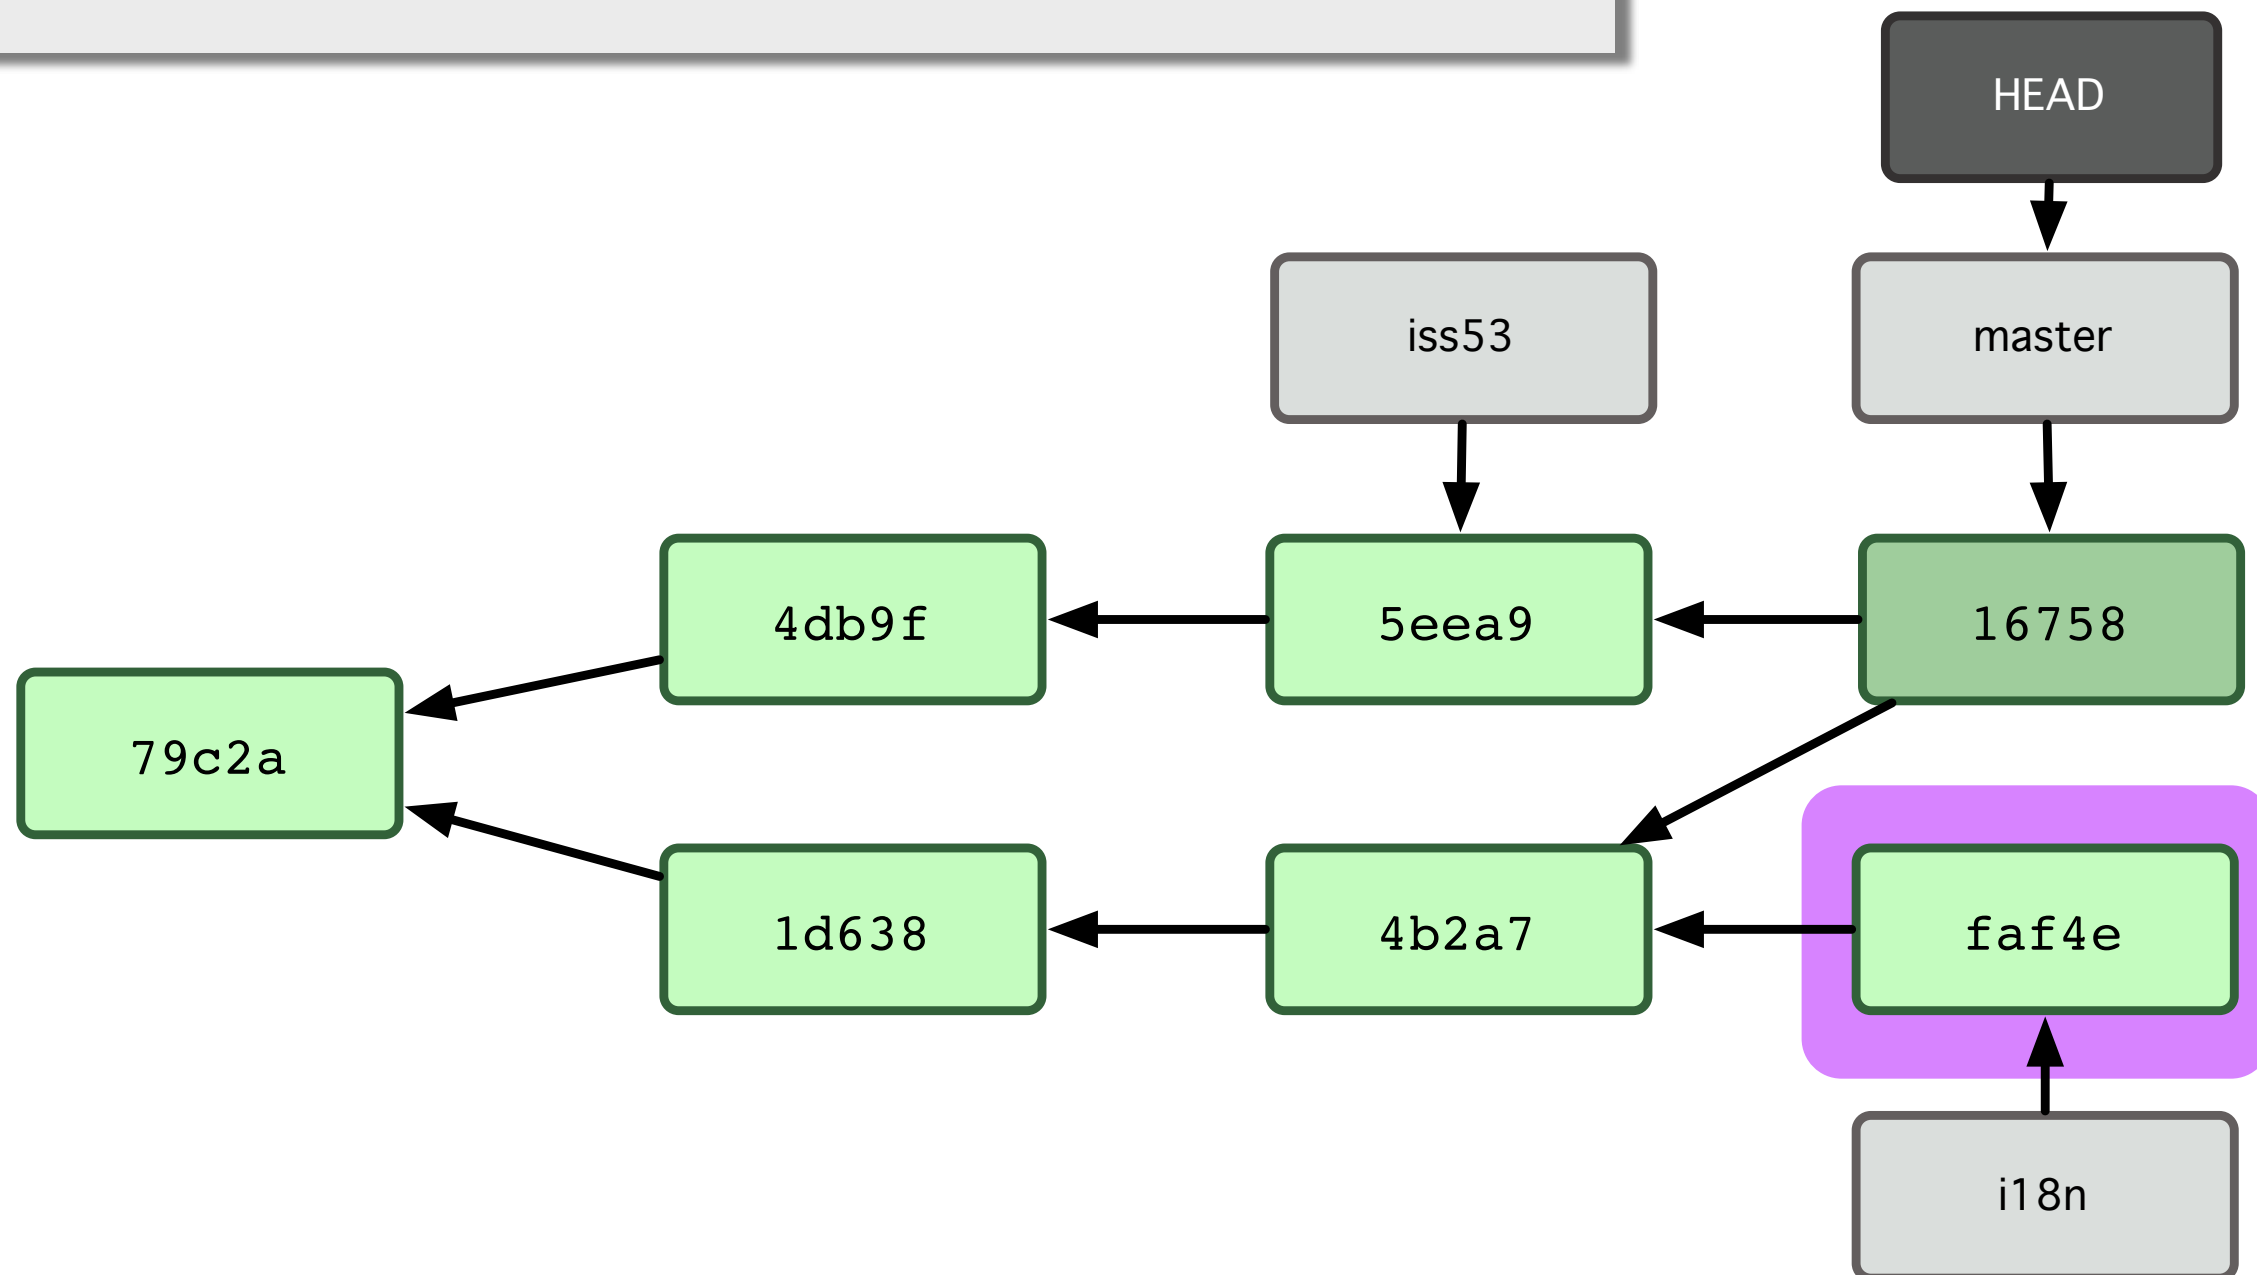 HEAD
iss53
master
4db9f
5eea9
16758
79c2a
1d638
4b2a7
faf4e
i18n